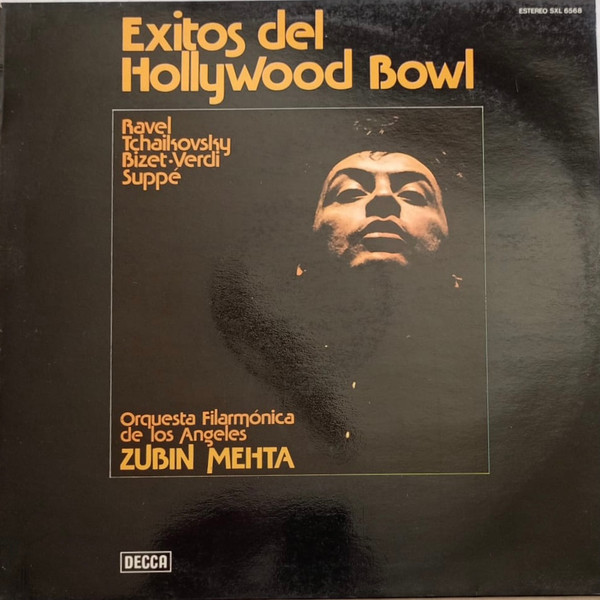 ESTEREO SXL 6568
Exitos del
Hollywood Bowl
Ravel
Tchaikovsky
Bizet·Verdi
Suppé
Orquesta Filarmónica
de los Angeles
ZUBIN MEHTA
DECCA